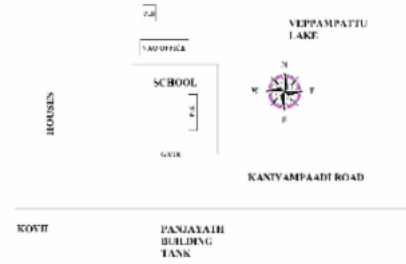 VEPPAMPATTU
LAKE
VAO OFFICE
SCHOOL
N
S
HOUSES
GATE
KANIYAMPAADI ROAD
KOVIL
PANJAYATH
BUILDING
TANK